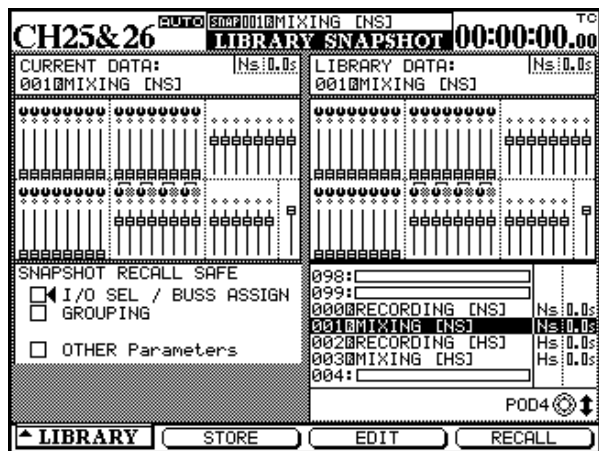 CH25&26
AUTO SNAP001 MIXING [NS]
LIBRARY SNAPSHOT
TC
00:00:00.00
CURRENT DATA: Ns 0.0s
001 MIXING [NS]
LIBRARY DATA: Ns 0.0s
001 MIXING [NS]
SNAPSHOT RECALL SAFE
I/O SEL / BUSS ASSIGN
GROUPING
OTHER Parameters
098:
099:
000 RECORDING [NS] Ns 0.0s
001 MIXING [NS] Ns 0.0s
002 RECORDING [HS] Hs 0.0s
003 MIXING [HS] Hs 0.0s
004:
POD4
LIBRARY STORE EDIT RECALL